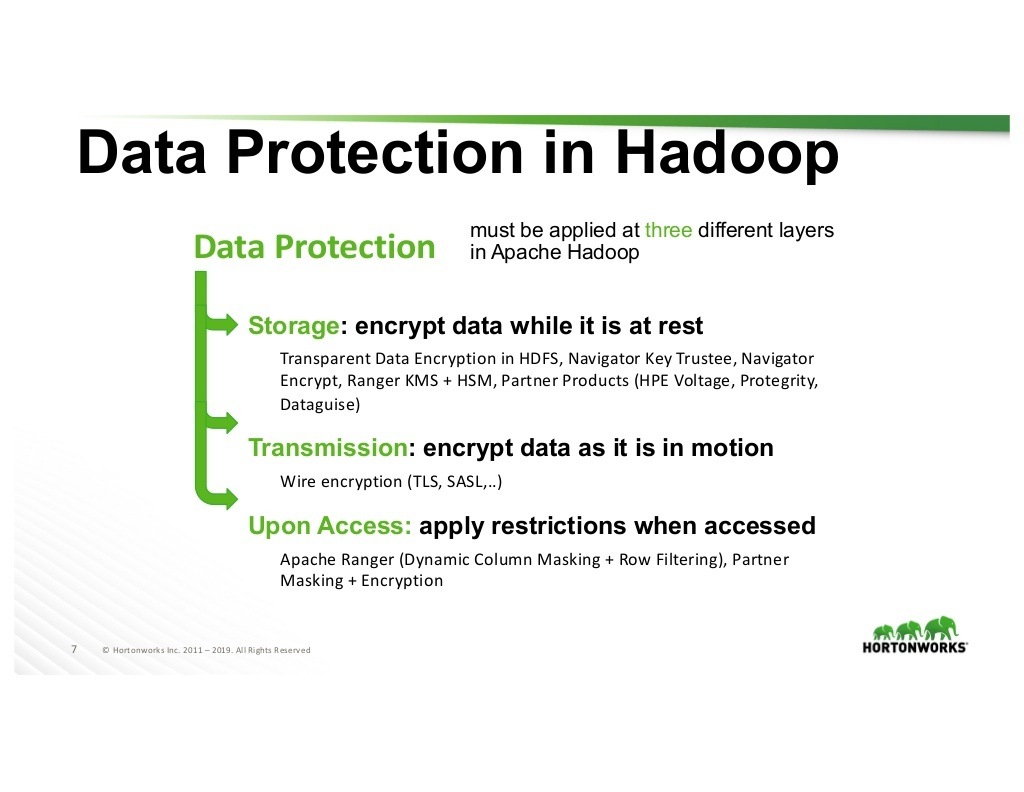 Data Protection in Hadoop
Data Protection
must be applied at three different layers
in Apache Hadoop
Storage: encrypt data while it is at rest
Transparent Data Encryption in HDFS, Navigator Key Trustee, Navigator
Encrypt, Ranger KMS + HSM, Partner Products (HPE Voltage, Protegrity,
Dataguise)
Transmission: encrypt data as it is in motion
Wire encryption (TLS, SASL,..)
Upon Access: apply restrictions when accessed
Apache Ranger (Dynamic Column Masking + Row Filtering), Partner
Masking + Encryption
7 © Hortonworks Inc. 2011 – 2019. All Rights Reserved
HORTONWORKS